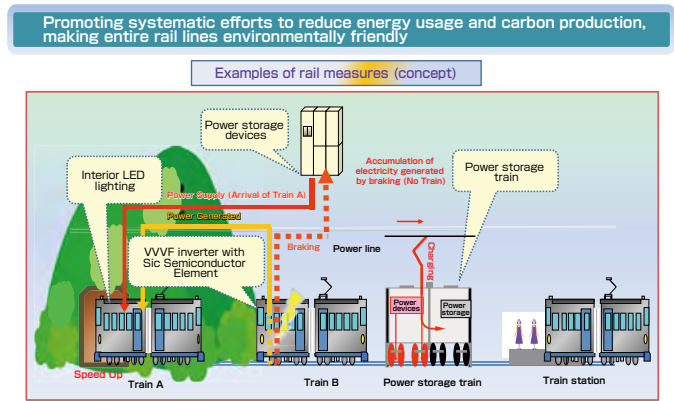 Promoting systematic efforts to reduce energy usage and carbon production,
making entire rail lines environmentally friendly
Examples of rail measures (concept)
Power storage
devices
Interior LED
lighting
Accumulation of
electricity generated
by braking (No Train)
Power storage
train
Power Supply (Arrival of Train A)
Power Generated
VVVF inverter with
Sic Semiconductor
Element
Braking
Power line
Charging
Power
devices
Power
storage
Speed Up
Train A
Train B
Power storage train
Train station